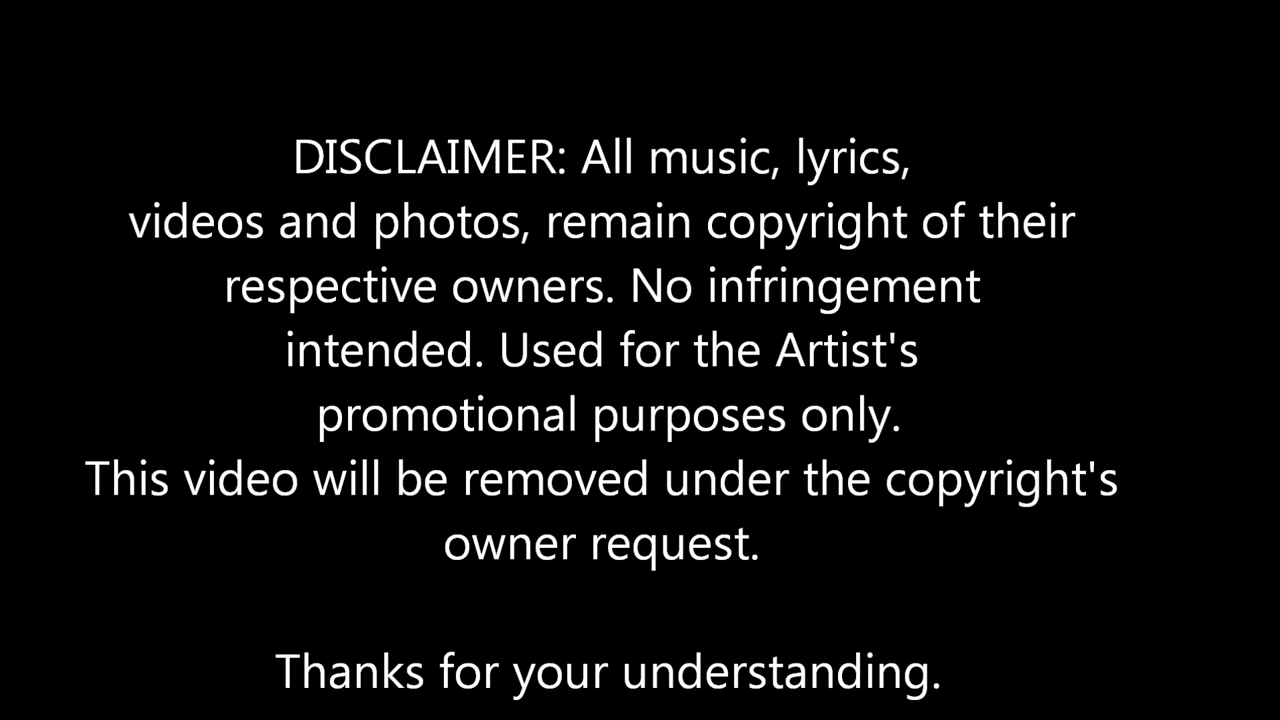 DISCLAIMER: All music, lyrics,
videos and photos, remain copyright of their
respective owners. No infringement
intended. Used for the Artist's
promotional purposes only.
This video will be removed under the copyright's
owner request.
Thanks for your understanding.